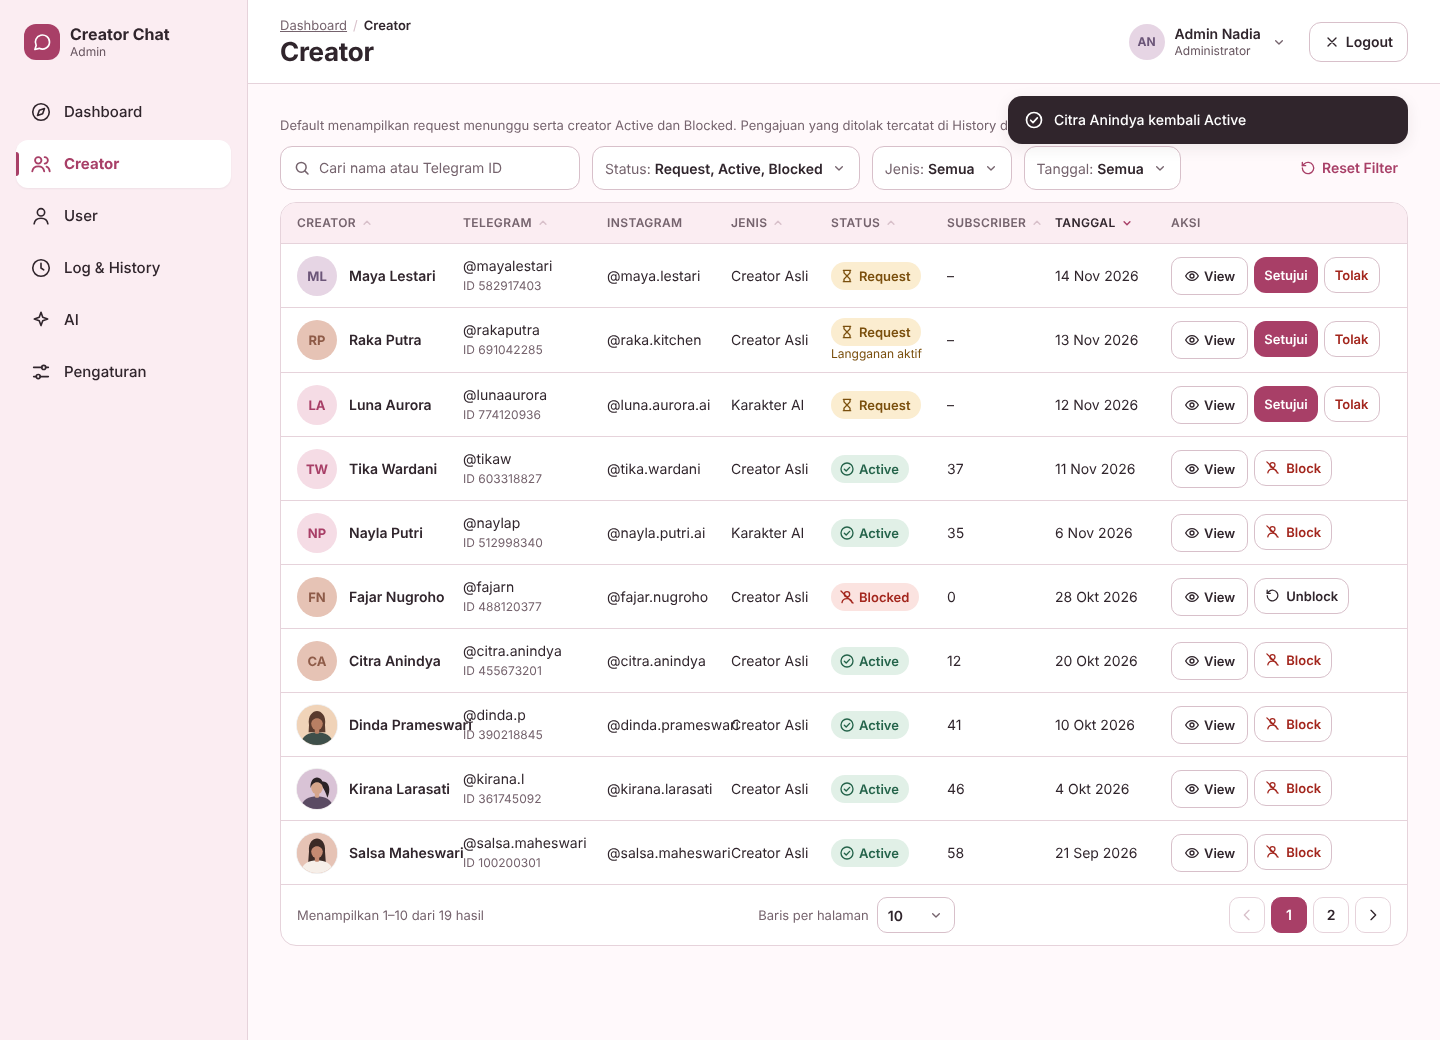 Creator Chat
Admin
Dashboard
Creator
User
Log & History
AI
Pengaturan
Dashboard / Creator
Creator
AN
Admin Nadia
Administrator
Logout
Default menampilkan request menunggu serta creator Active dan Blocked. Pengajuan yang ditolak tercatat di History
Citra Anindya kembali Active
Cari nama atau Telegram ID
Status: Request, Active, Blocked
Jenis: Semua
Tanggal: Semua
Reset Filter
CREATOR TELEGRAM INSTAGRAM JENIS STATUS SUBSCRIBER TANGGAL AKSI
ML Maya Lestari @mayalestari @maya.lestari Creator Asli Request – 14 Nov 2026 View Setujui Tolak
ID 582917403
RP Raka Putra @rakaputra @raka.kitchen Creator Asli Request – 13 Nov 2026 View Setujui Tolak
ID 691042285 Langganan aktif
LA Luna Aurora @lunaaurora @luna.aurora.ai Karakter AI Request – 12 Nov 2026 View Setujui Tolak
ID 774120936
TW Tika Wardani @tikaw @tika.wardani Creator Asli Active 37 11 Nov 2026 View Block
ID 603318827
NP Nayla Putri @naylap @nayla.putri.ai Karakter AI Active 35 6 Nov 2026 View Block
ID 512998340
FN Fajar Nugroho @fajarn @fajar.nugroho Creator Asli Blocked 0 28 Okt 2026 View Unblock
ID 488120377
CA Citra Anindya @citra.anindya @citra.anindya Creator Asli Active 12 20 Okt 2026 View Block
ID 455673201
Dinda Prameswari @dinda.p @dinda.prameswari Creator Asli Active 41 10 Okt 2026 View Block
ID 390218845
Kirana Larasati @kirana.l @kirana.larasati Creator Asli Active 46 4 Okt 2026 View Block
ID 361745092
Salsa Maheswari @salsa.maheswari @salsa.maheswari Creator Asli Active 58 21 Sep 2026 View Block
ID 100200301
Menampilkan 1–10 dari 19 hasil
Baris per halaman 10
1 2